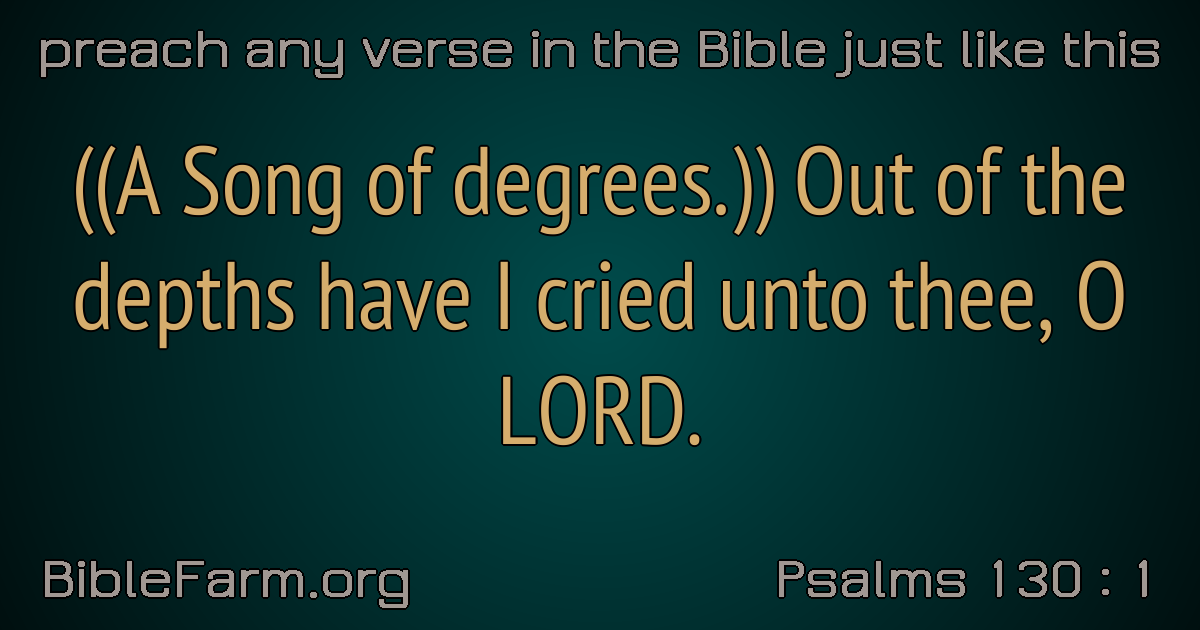 preach any verse in the Bible just like this
((A Song of degrees.)) Out of the
depths have I cried unto thee, O
LORD.
BibleFarm.org
Psalms 130 : 1